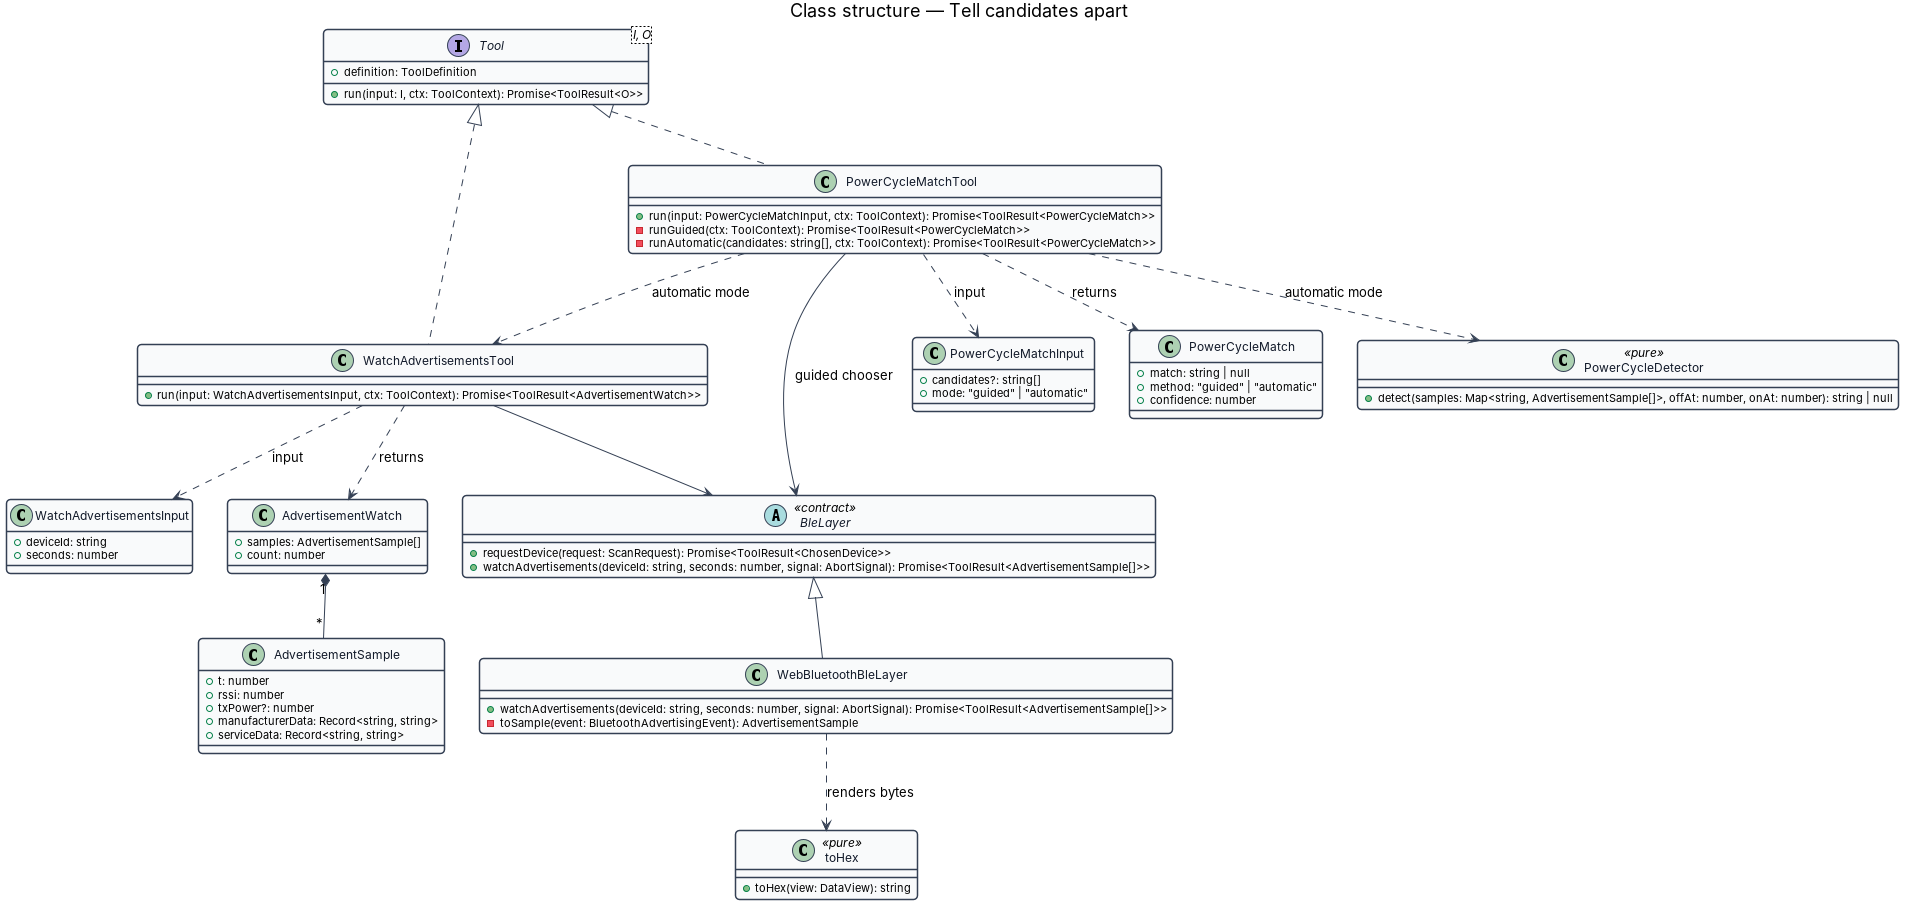 Class structure — Tell candidates apart
I
Tool
I, O
definition: ToolDefinition
run(input: I, ctx: ToolContext): Promise<ToolResult<O>>
C
PowerCycleMatchTool
run(input: PowerCycleMatchInput, ctx: ToolContext): Promise<ToolResult<PowerCycleMatch>>
runGuided(ctx: ToolContext): Promise<ToolResult<PowerCycleMatch>>
runAutomatic(candidates: string[], ctx: ToolContext): Promise<ToolResult<PowerCycleMatch>>
automatic mode
input
returns
automatic mode
C
WatchAdvertisementsTool
run(input: WatchAdvertisementsInput, ctx: ToolContext): Promise<ToolResult<AdvertisementWatch>>
guided chooser
C
PowerCycleMatchInput
candidates?: string[]
mode: "guided" | "automatic"
C
PowerCycleMatch
match: string | null
method: "guided" | "automatic"
confidence: number
C
«pure»
PowerCycleDetector
detect(samples: Map<string, AdvertisementSample[]>, offAt: number, onAt: number): string | null
input
returns
C
WatchAdvertisementsInput
deviceId: string
seconds: number
C
AdvertisementWatch
samples: AdvertisementSample[]
count: number
A
«contract»
BleLayer
requestDevice(request: ScanRequest): Promise<ToolResult<ChosenDevice>>
watchAdvertisements(deviceId: string, seconds: number, signal: AbortSignal): Promise<ToolResult<AdvertisementSample[]>>
1
*
C
AdvertisementSample
t: number
rssi: number
txPower?: number
manufacturerData: Record<string, string>
serviceData: Record<string, string>
C
WebBluetoothBleLayer
watchAdvertisements(deviceId: string, seconds: number, signal: AbortSignal): Promise<ToolResult<AdvertisementSample[]>>
toSample(event: BluetoothAdvertisingEvent): AdvertisementSample
renders bytes
C
«pure»
toHex
toHex(view: DataView): string